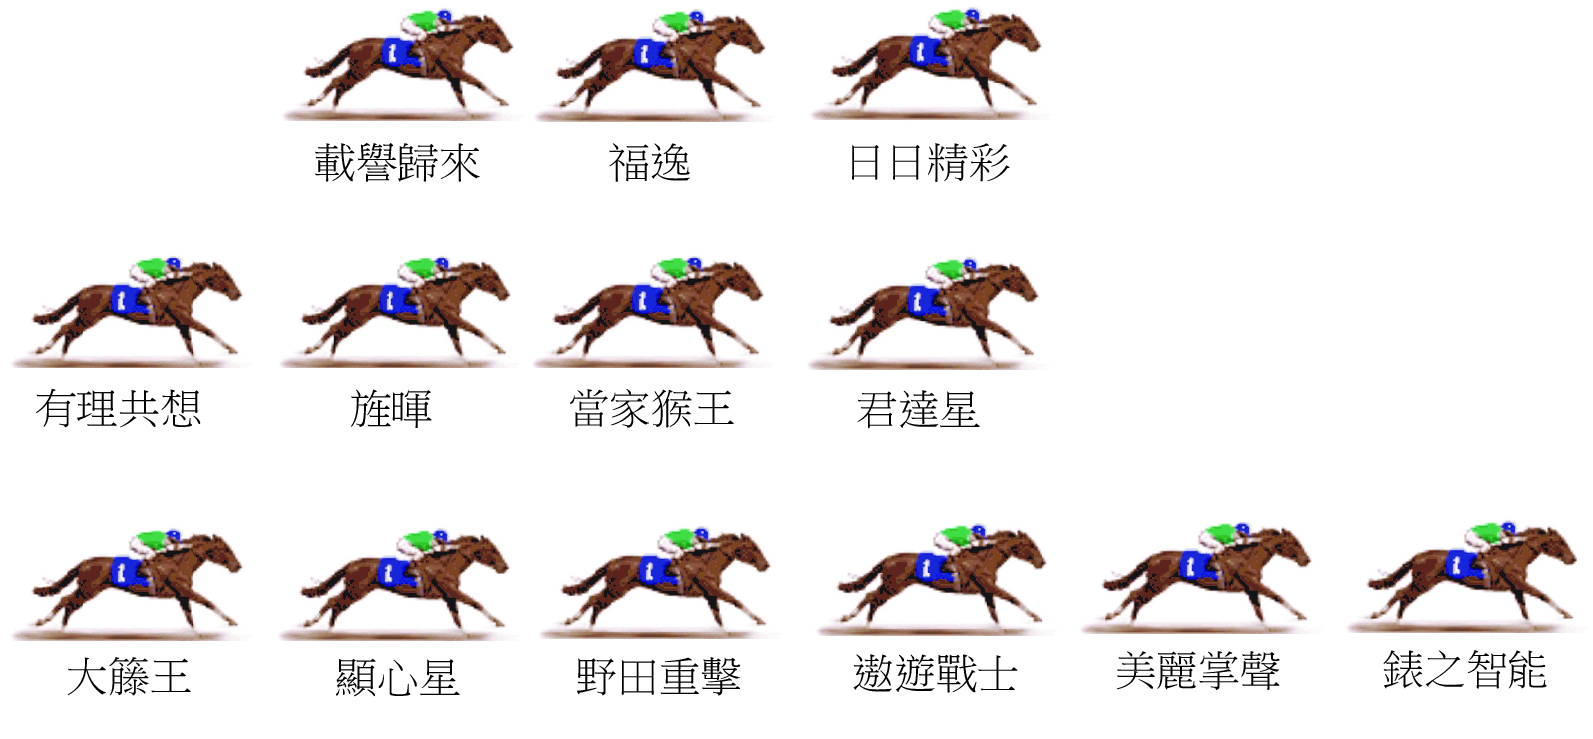 載譽歸來 福逸 日日精彩
有理共想 旌暉 當家猴王 君達星
大籐王 顯心星 野田重擊 遨遊戰士 美麗掌聲 錶之智能